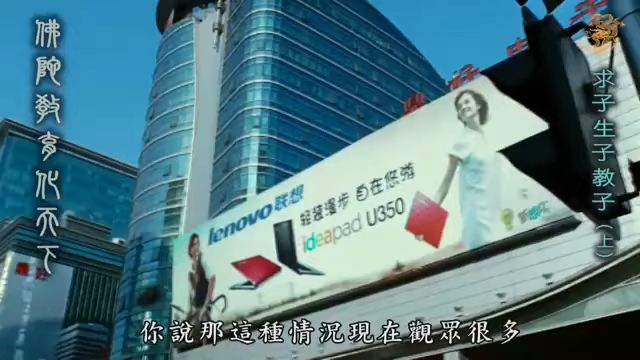 佛陀教育化天下
求子生子教子（上）
lenovo联想
轻装漫步 自在悠游
ideapad U350
你說那這種情況現在觀眾很多